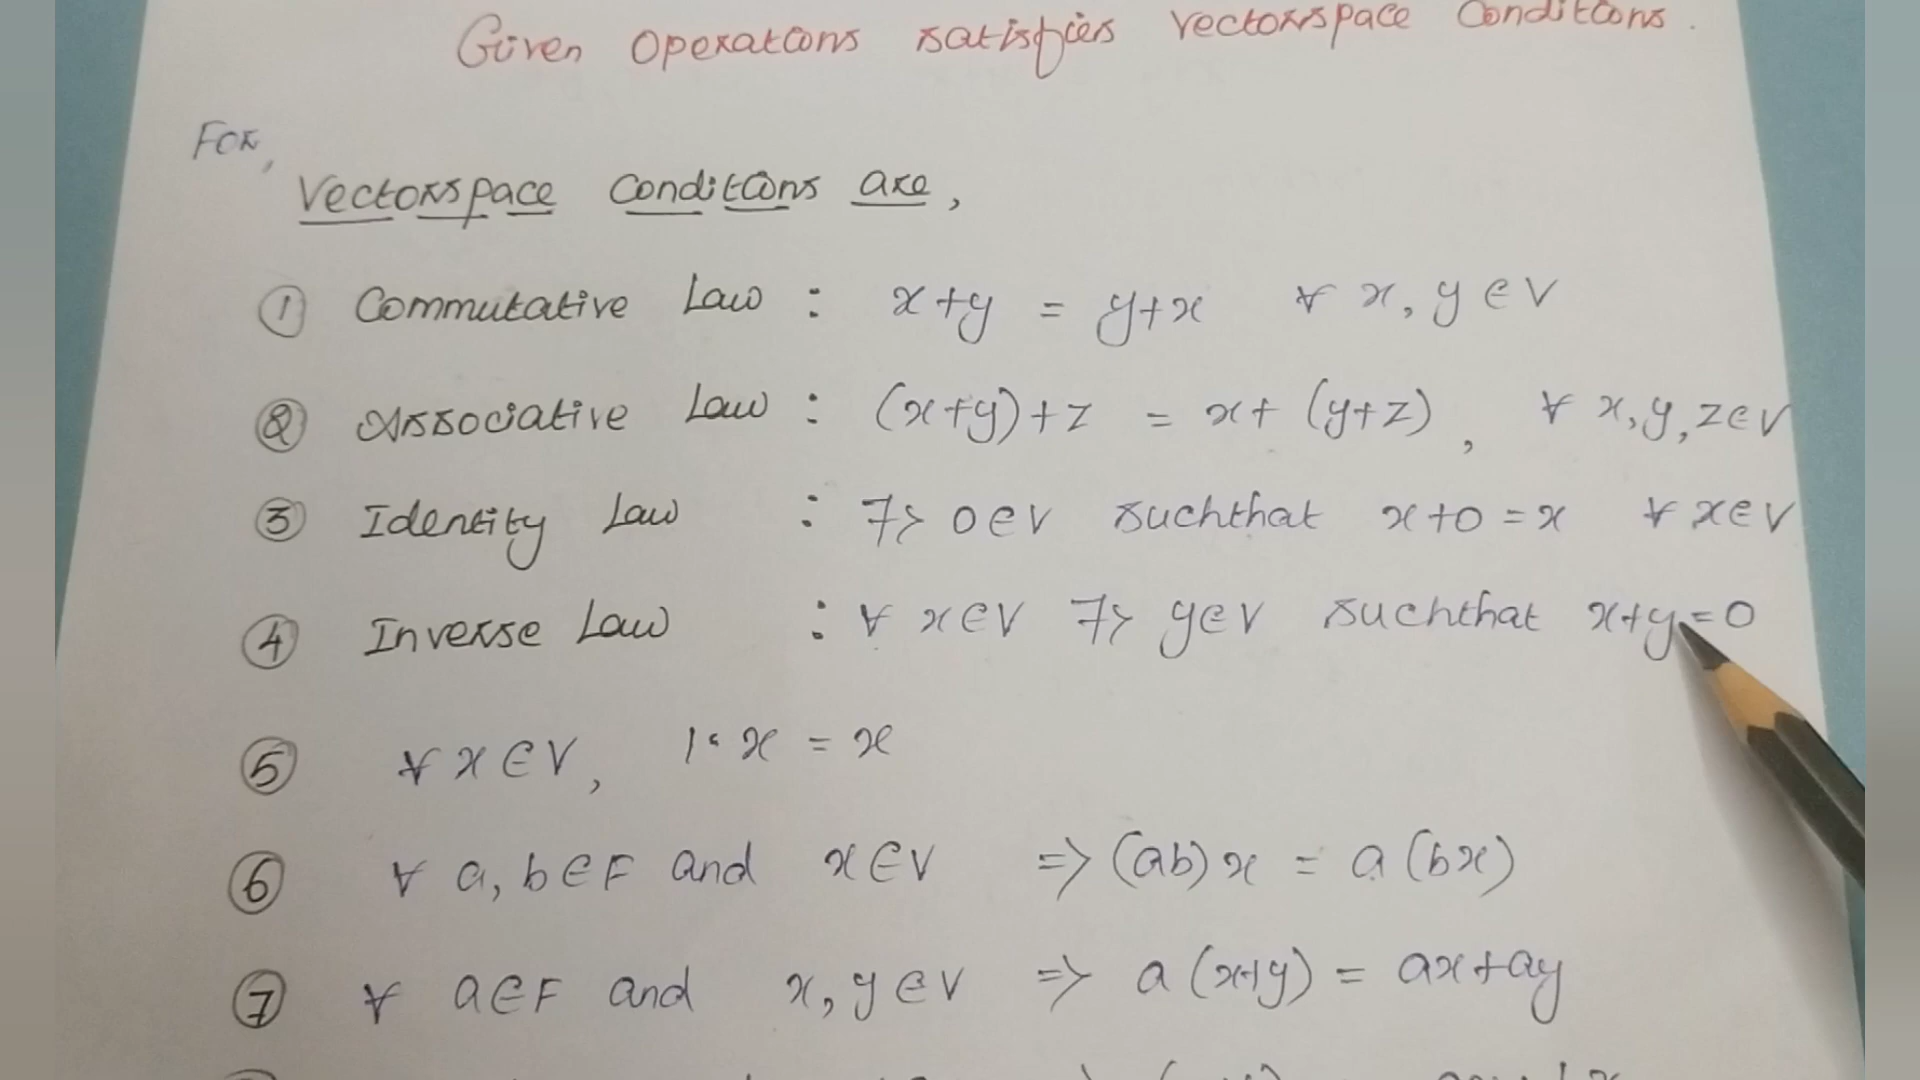 Given Operations satisfies vectorspace Conditions.
For,
Vectorspace Conditions are,
① Commutative Law : x+y = y+x ∀ x, y ∈ V
② Associative Law : (x+y)+z = x+(y+z), ∀ x, y, z ∈ V
③ Identity Law : ∃ 0 ∈ V suchthat x+0 = x ∀ x ∈ V
④ Inverse Law : ∀ x ∈ V ∃ y ∈ V suchthat x+y=0
⑤ ∀ x ∈ V, 1·x = x
⑥ ∀ a, b ∈ F and x ∈ V => (ab)x = a(bx)
⑦ ∀ a ∈ F and x, y ∈ V => a(x+y) = ax+ay